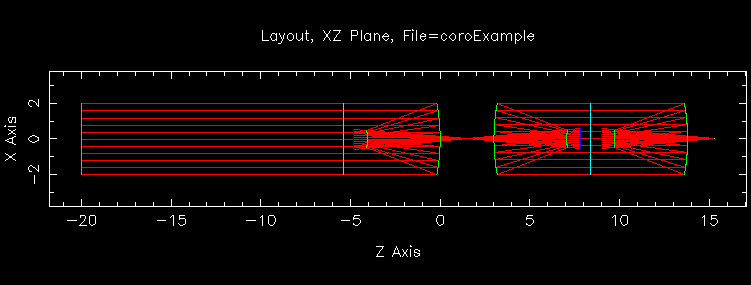 Layout, XZ Plane, File=coroExample
X Axis
2
0
−2
−20 −15 −10 −5 0 5 10 15
Z Axis